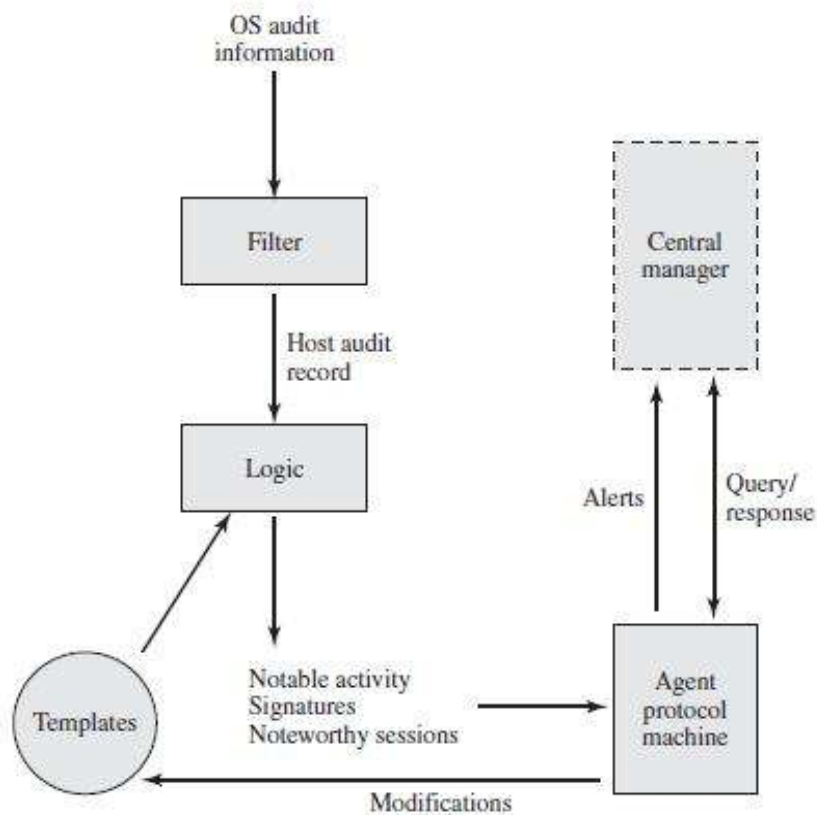 OS audit
information
Filter
Central
manager
Host audit
record
Logic
Alerts
Query/
response
Templates
Notable activity
Signatures
Noteworthy sessions
Agent
protocol
machine
Modifications